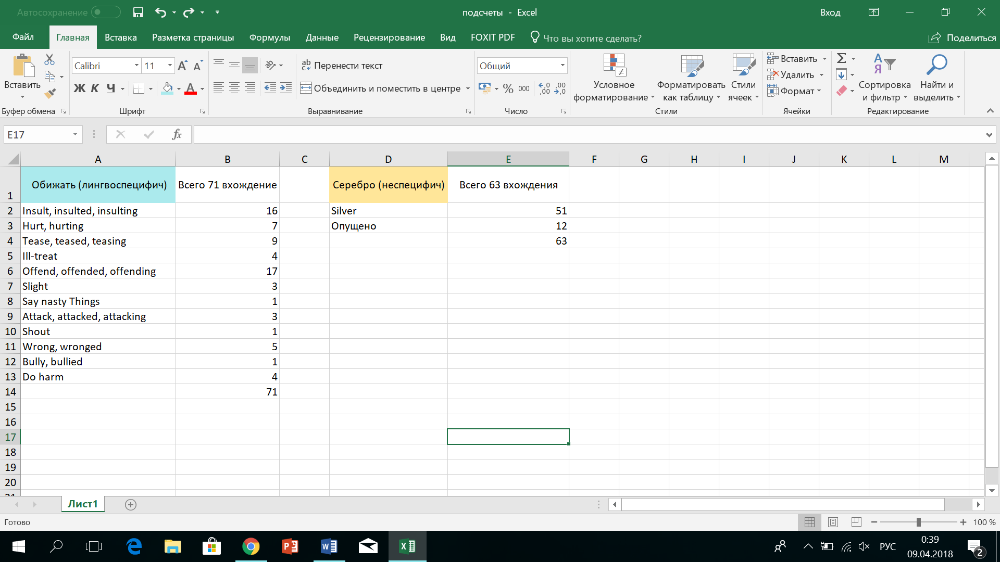 Автосохранение
подсчеты - Excel
Вход
Файл Главная Вставка Разметка страницы Формулы Данные Рецензирование Вид FOXIT PDF Что вы хотите сделать? Поделиться
Вставить
Буфер обмена
Calibri 11
Ж К Ч
Шрифт
Перенести текст
Объединить и поместить в центре
Выравнивание
Общий
% 000
Число
Условное форматирование
Форматировать как таблицу
Стили ячеек
Стили
Вставить
Удалить
Формат
Ячейки
Сортировка и фильтр
Найти и выделить
Редактирование
E17
fx
A B C D E F G H I J K L M
1 Обижать (лингвоспецифич) Всего 71 вхождение Серебро (неспецифич) Всего 63 вхождения
2 Insult, insulted, insulting 16 Silver 51
3 Hurt, hurting 7 Опущено 12
4 Tease, teased, teasing 9 63
5 Ill-treat 4
6 Offend, offended, offending 17
7 Slight 3
8 Say nasty Things 1
9 Attack, attacked, attacking 3
10 Shout 1
11 Wrong, wronged 5
12 Bully, bullied 1
13 Do harm 4
14 71
15
16
17
18
19
20
Лист1
Готово
100 %
РУС
0:39
09.04.2018
2